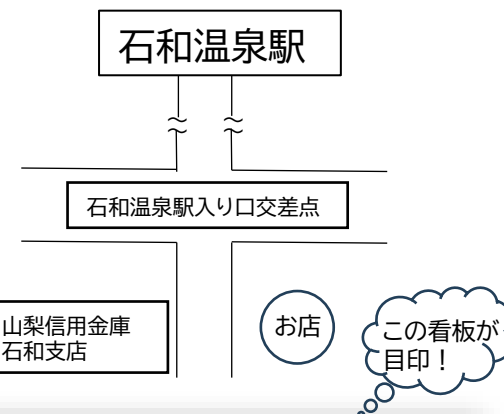 石和温泉駅
石和温泉駅入り口交差点
山梨信用金庫
石和支店
お店
この看板が
目印！